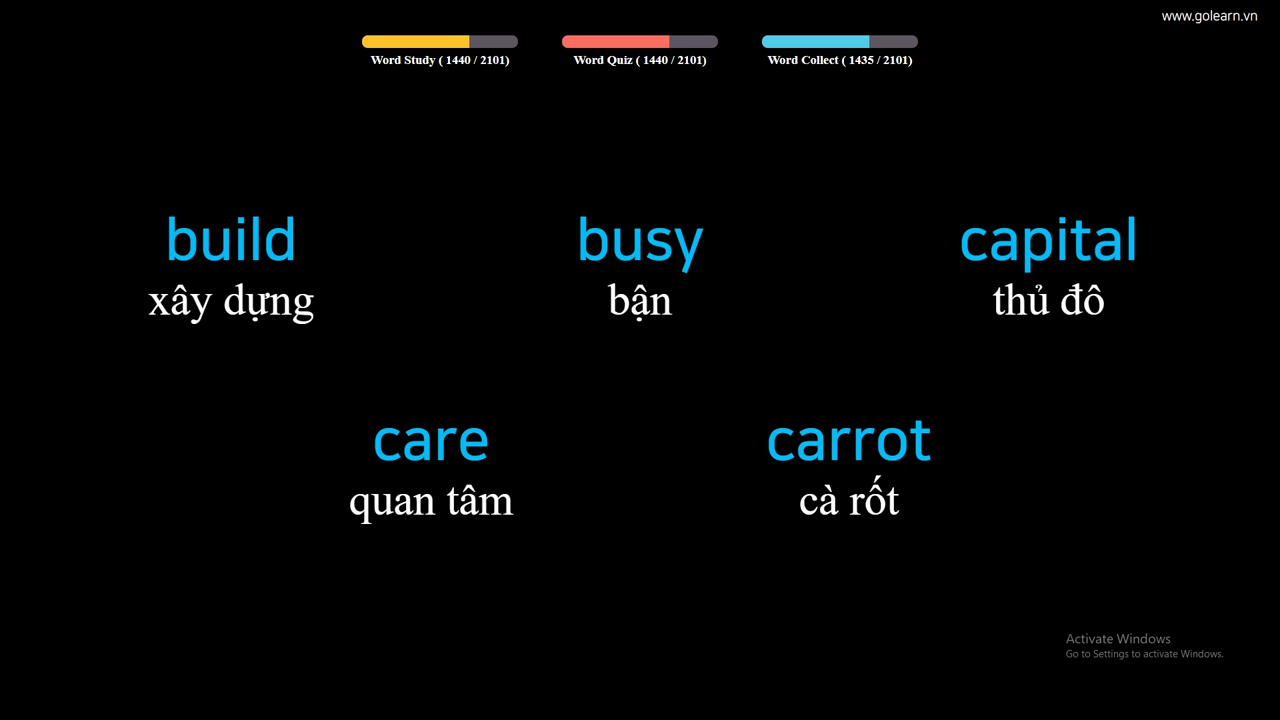 www.golearn.vn
Word Study ( 1440 / 2101)
Word Quiz ( 1440 / 2101)
Word Collect ( 1435 / 2101)
build
busy
capital
xây dựng
bận
thủ đô
care
carrot
quan tâm
cà rốt
Activate Windows
Go to Settings to activate Windows.